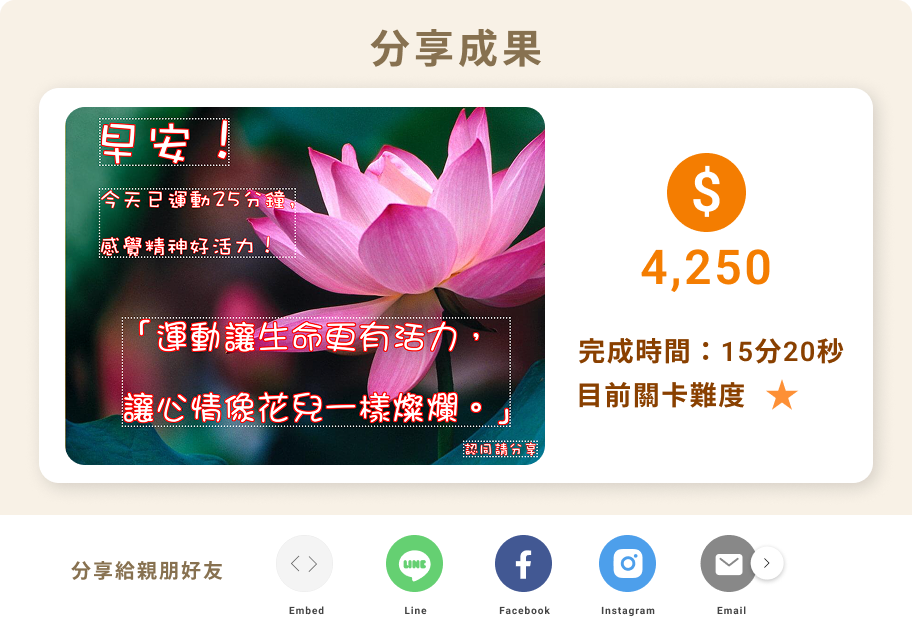 分享成果
早安！
今天已運動25分鐘，
感覺精神好活力！
「運動讓生命更有活力，
讓心情像花兒一樣燦爛。」
認同請分享
$
4,250
完成時間：15分20秒
目前關卡難度
分享給親朋好友
LINE
Embed
Line
Facebook
Instagram
Email